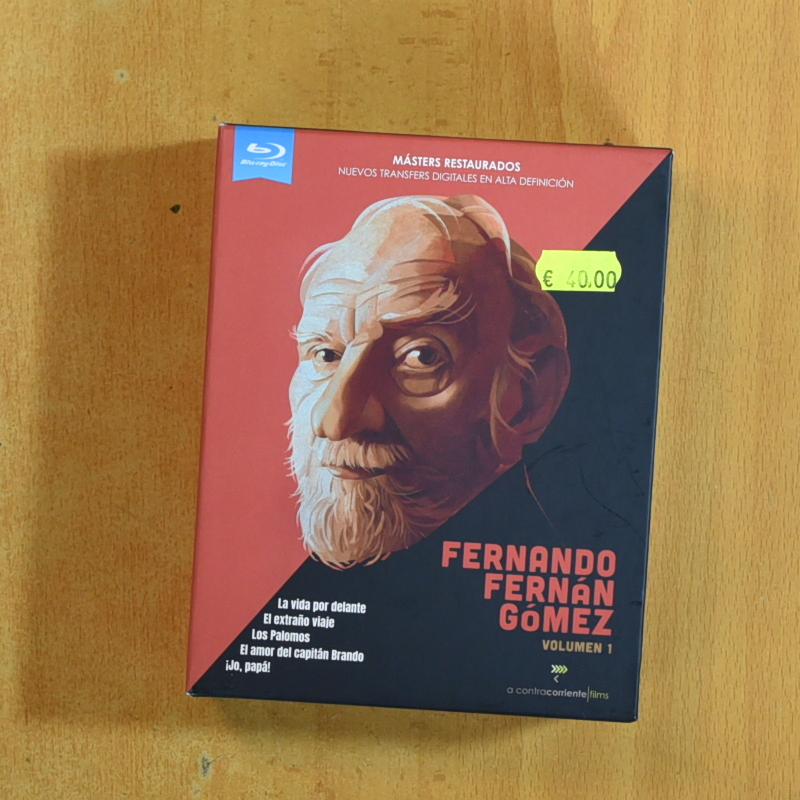 Blu-ray Disc
MÁSTERS RESTAURADOS
NUEVOS TRANSFERS DIGITALES EN ALTA DEFINICIÓN
€ 40.00
FERNANDO
FERNÁN
GÓMEZ
VOLUMEN 1
La vida por delante
El extraño viaje
Los Palomos
El amor del capitán Brando
¡Jo, papá!
a contracorriente films